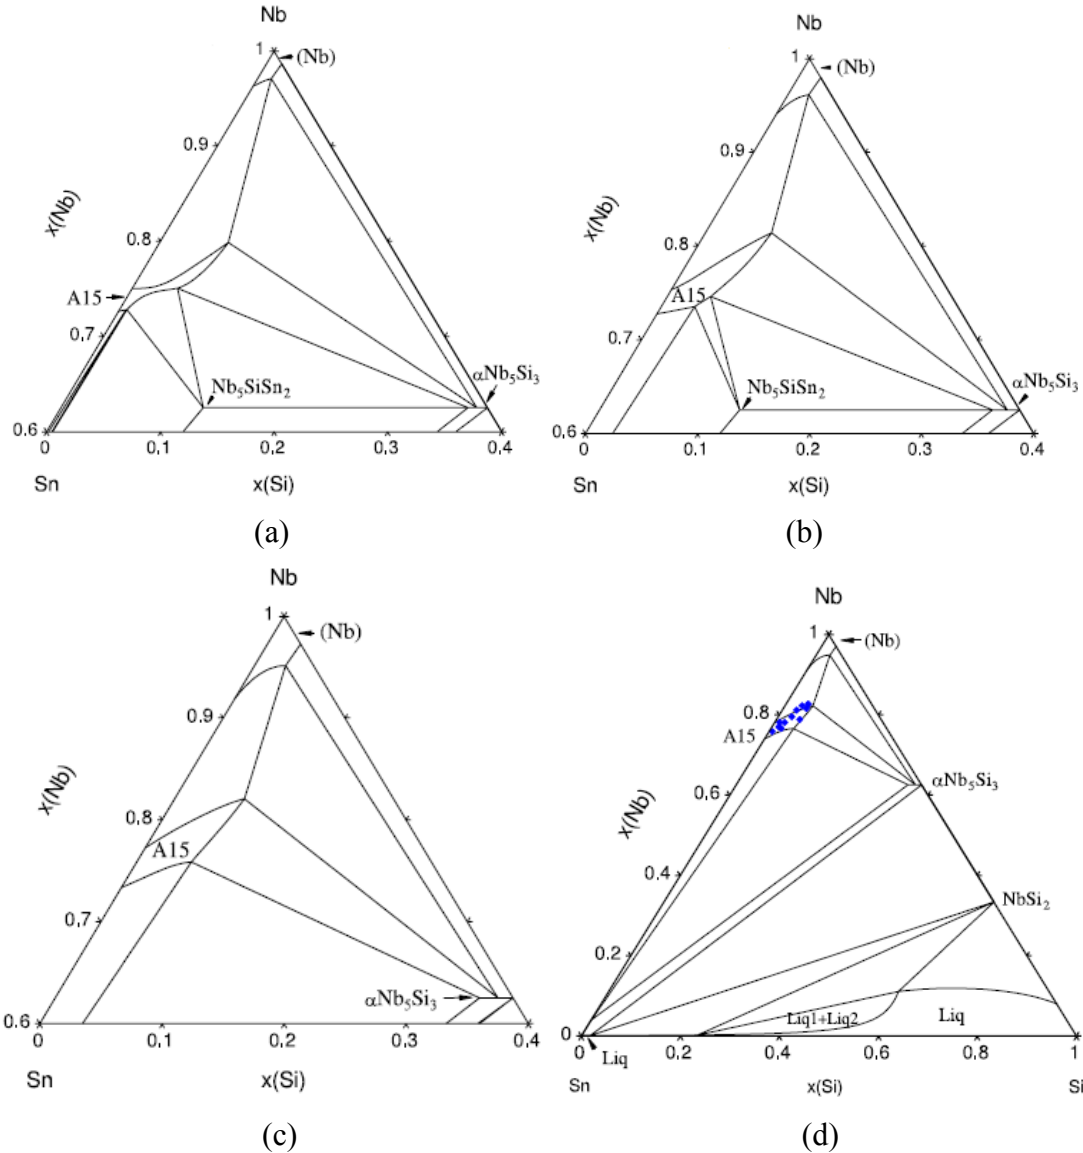 Nb
1
(Nb)
0.9
x(Nb)
0.8
A15
0.7
Nb₅SiSn₂
αNb₅Si₃
0.6
0
0.1
0.2
0.3
0.4
Sn
x(Si)
(a)
Nb
1
(Nb)
0.9
x(Nb)
0.8
A15
0.7
Nb₅SiSn₂
αNb₅Si₃
0.6
0
0.1
0.2
0.3
0.4
Sn
x(Si)
(b)
Nb
1
(Nb)
0.9
x(Nb)
0.8
A15
0.7
αNb₅Si₃
0.6
0
0.1
0.2
0.3
0.4
Sn
x(Si)
(c)
Nb
1
(Nb)
0.8
A15
αNb₅Si₃
0.6
x(Nb)
0.4
NbSi₂
0.2
Liq1+Liq2
Liq
0
0
Liq
0.2
0.4
0.6
0.8
1
Sn
x(Si)
Si
(d)